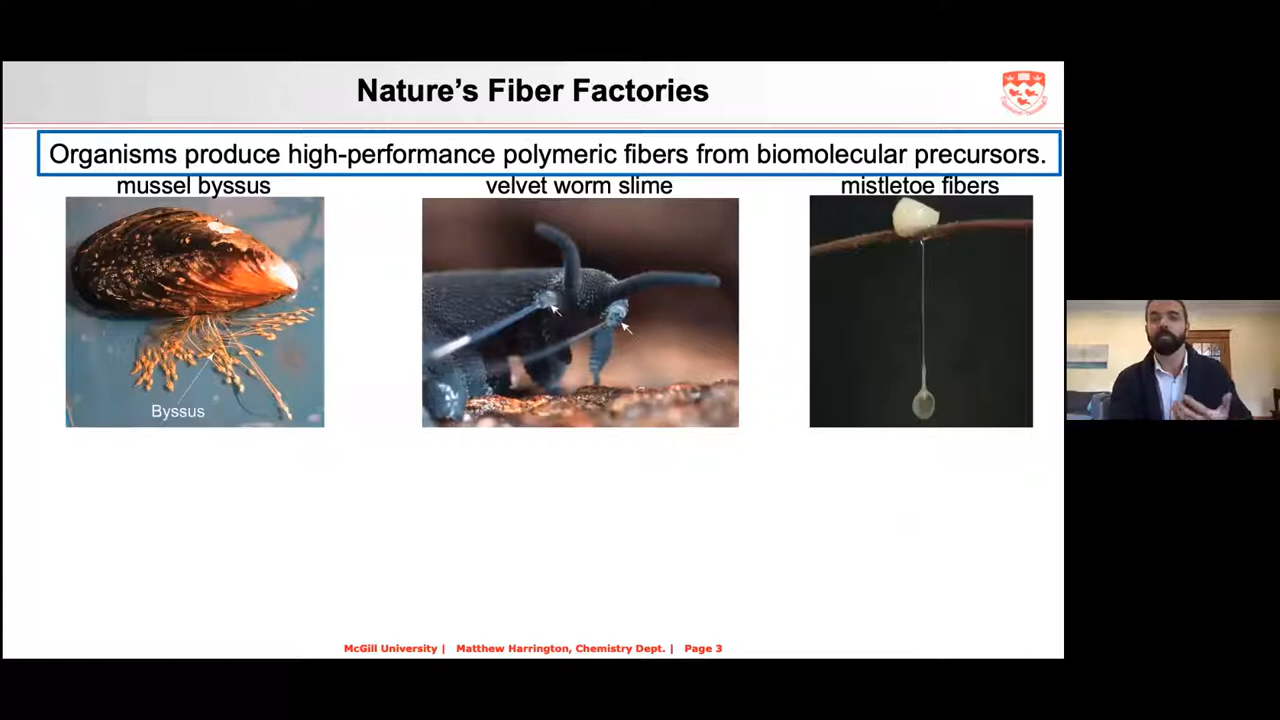 Nature's Fiber Factories
Organisms produce high-performance polymeric fibers from biomolecular precursors.
mussel byssus
velvet worm slime
mistletoe fibers
Byssus
McGill University | Matthew Harrington, Chemistry Dept. | Page 3